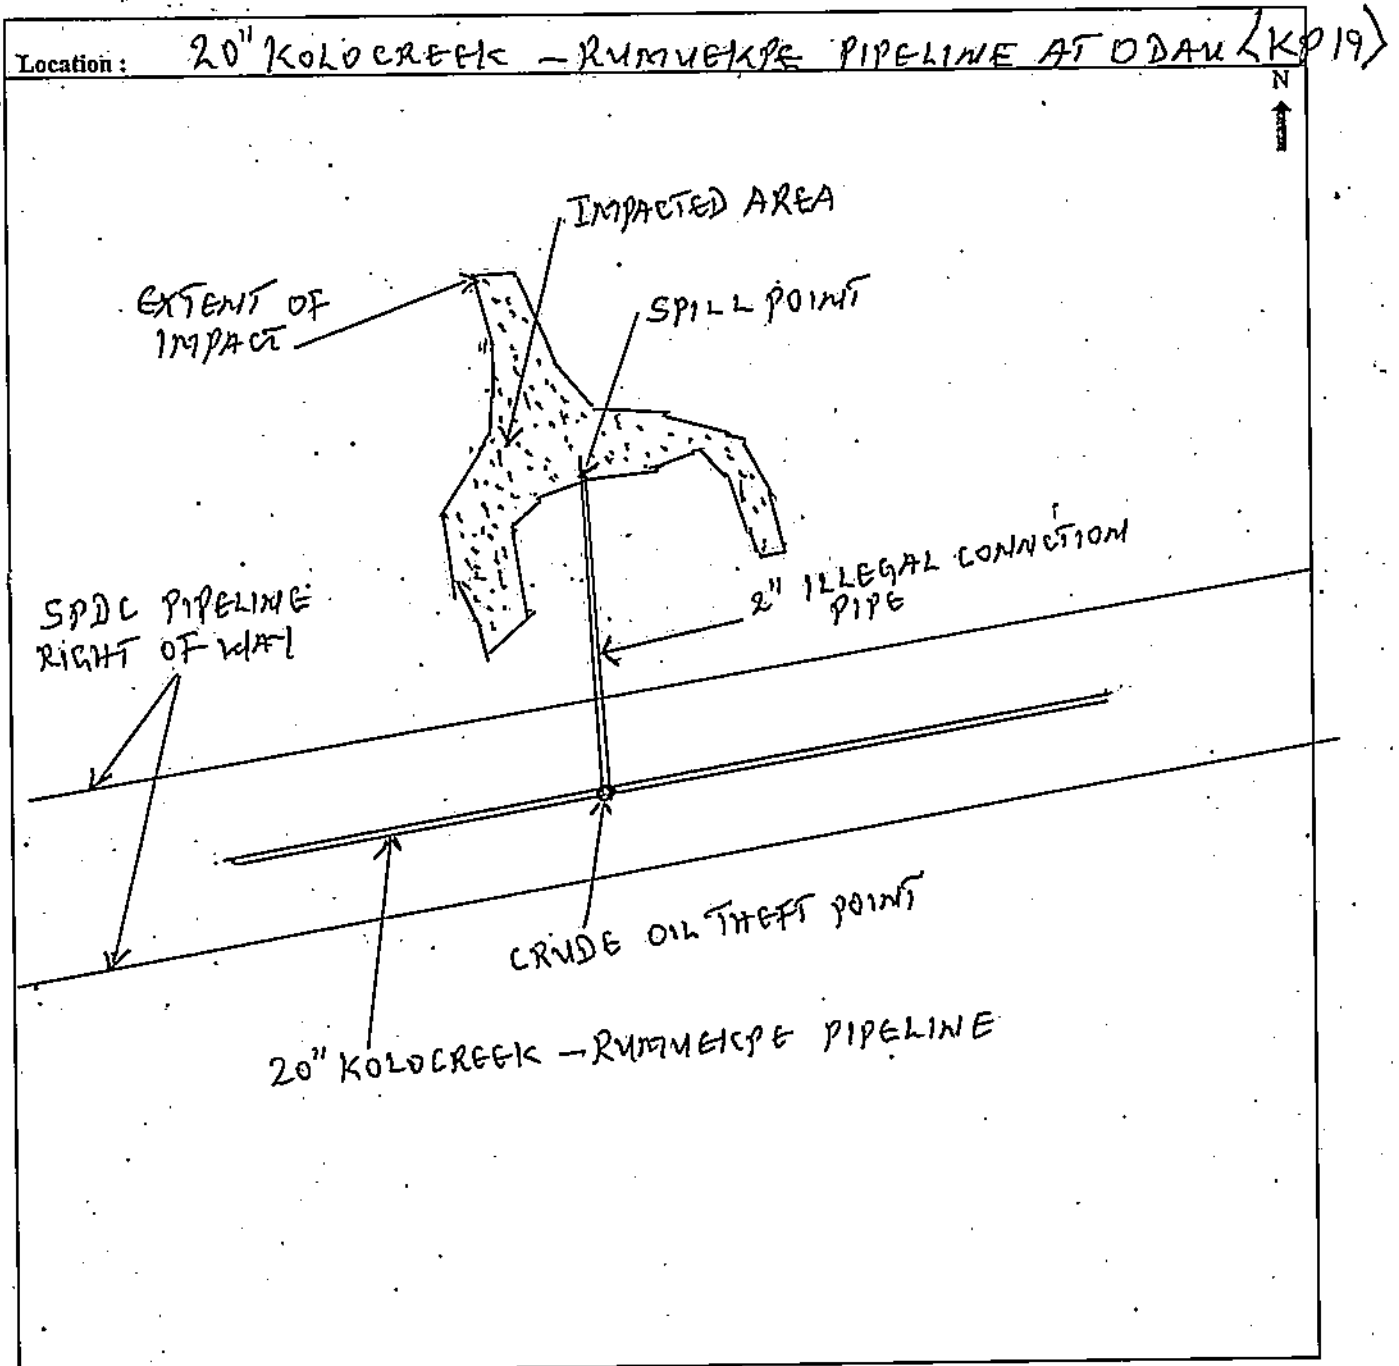 Location : 20" KOLOCREEK - RUMUEKPE PIPELINE AT ODAU <KP19>
N
IMPACTED AREA
EXTENT OF
IMPACT
SPILL POINT
2" ILLEGAL CONNCTION
PIPE
SPDC PIPELINE
RIGHT OF WAY
CRUDE OIL THEFT POINT
20" KOLOCREEK - RUMUEKPE PIPELINE